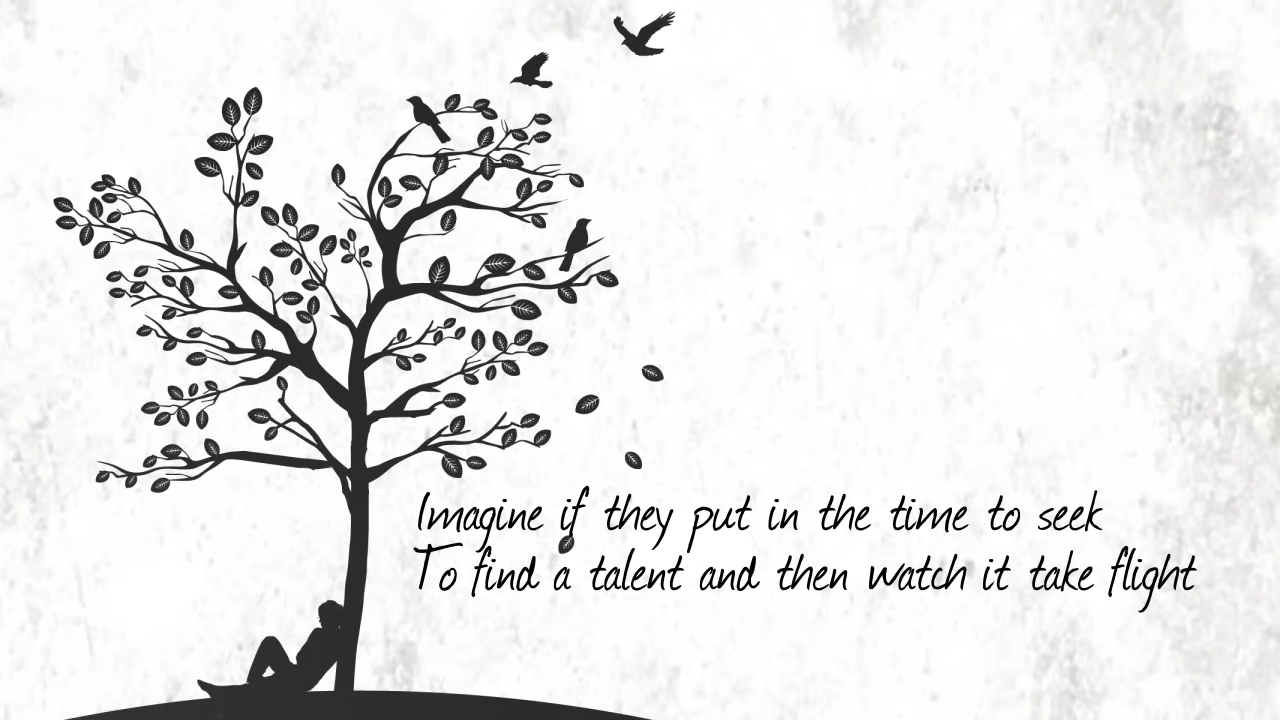 Imagine if they put in the time to seek
To find a talent and then watch it take flight